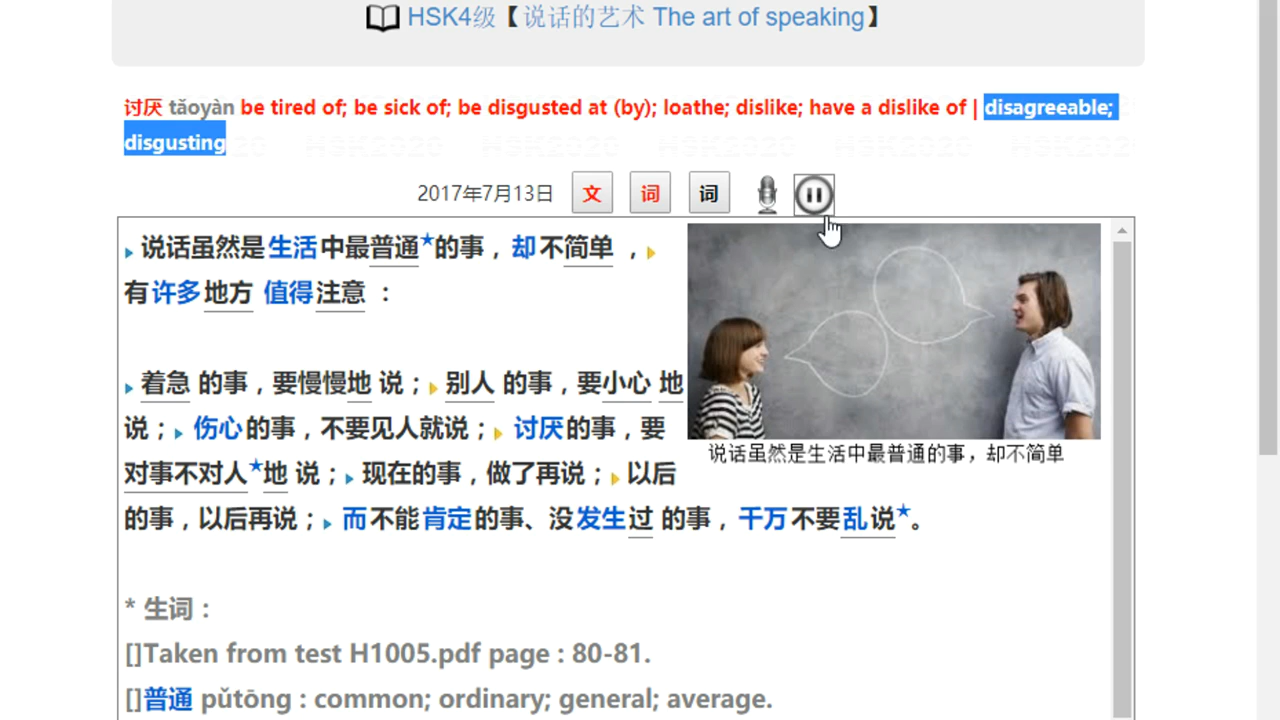 HSK4级【说话的艺术 The art of speaking】
讨厌 tǎoyàn be tired of; be sick of; be disgusted at (by); loathe; dislike; have a dislike of | disagreeable;
disgusting
2017年7月13日 文 词 词
说话虽然是生活中最普通★的事，却不简单，
有许多地方 值得注意 ：
着急 的事，要慢慢地 说；别人 的事，要小心 地
说；伤心的事，不要见人就说；讨厌的事，要
对事不对人★地 说；现在的事，做了再说；以后
的事，以后再说；而不能肯定的事、没发生过 的事，千万不要乱说★。
说话虽然是生活中最普通的事，却不简单
* 生词：
[]Taken from test H1005.pdf page : 80-81.
[]普通 pǔtōng : common; ordinary; general; average.